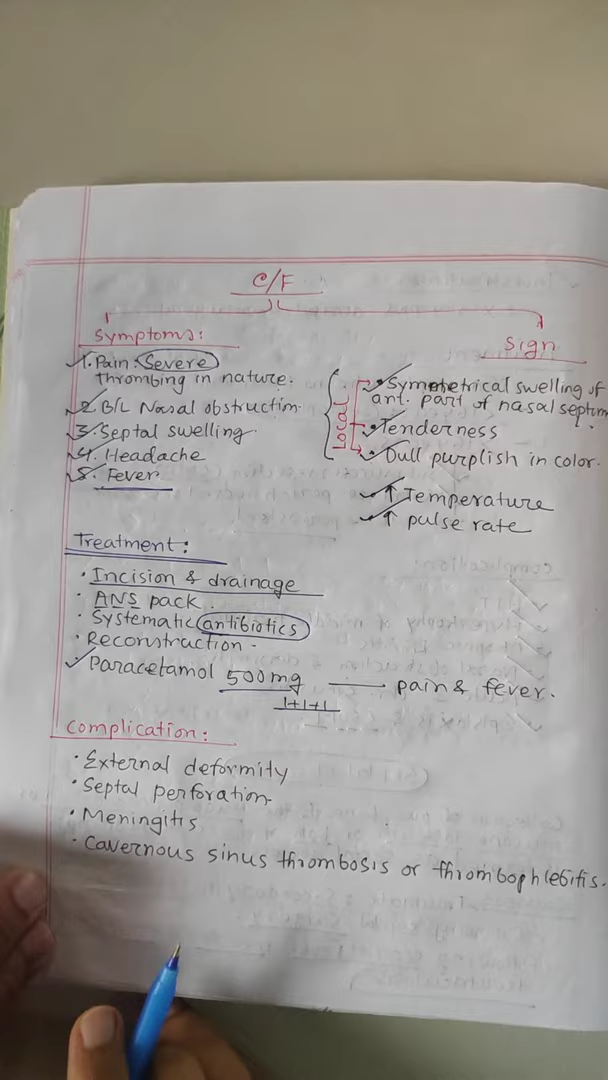 C/F
Symptoms:
1. Pain: Severe
thrombing in nature.
2. B/L Nasal obstruction.
3. Septal swelling.
4. Headache
5. Fever
Sign
Local
• Symmetrical swelling of
ant. part of nasal septum.
• Tenderness
• Dull purplish in color.
↑ Temperature
↑ pulse rate
Treatment:
• Incision & drainage
• ANS pack.
• Systematic antibiotics
• Reconstruction.
Paracetamol 500mg — pain & fever.
1+1+1
Complication:
• External deformity
• Septal perforation
• Meningitis
• Cavernous sinus thrombosis or thrombophlebitis.